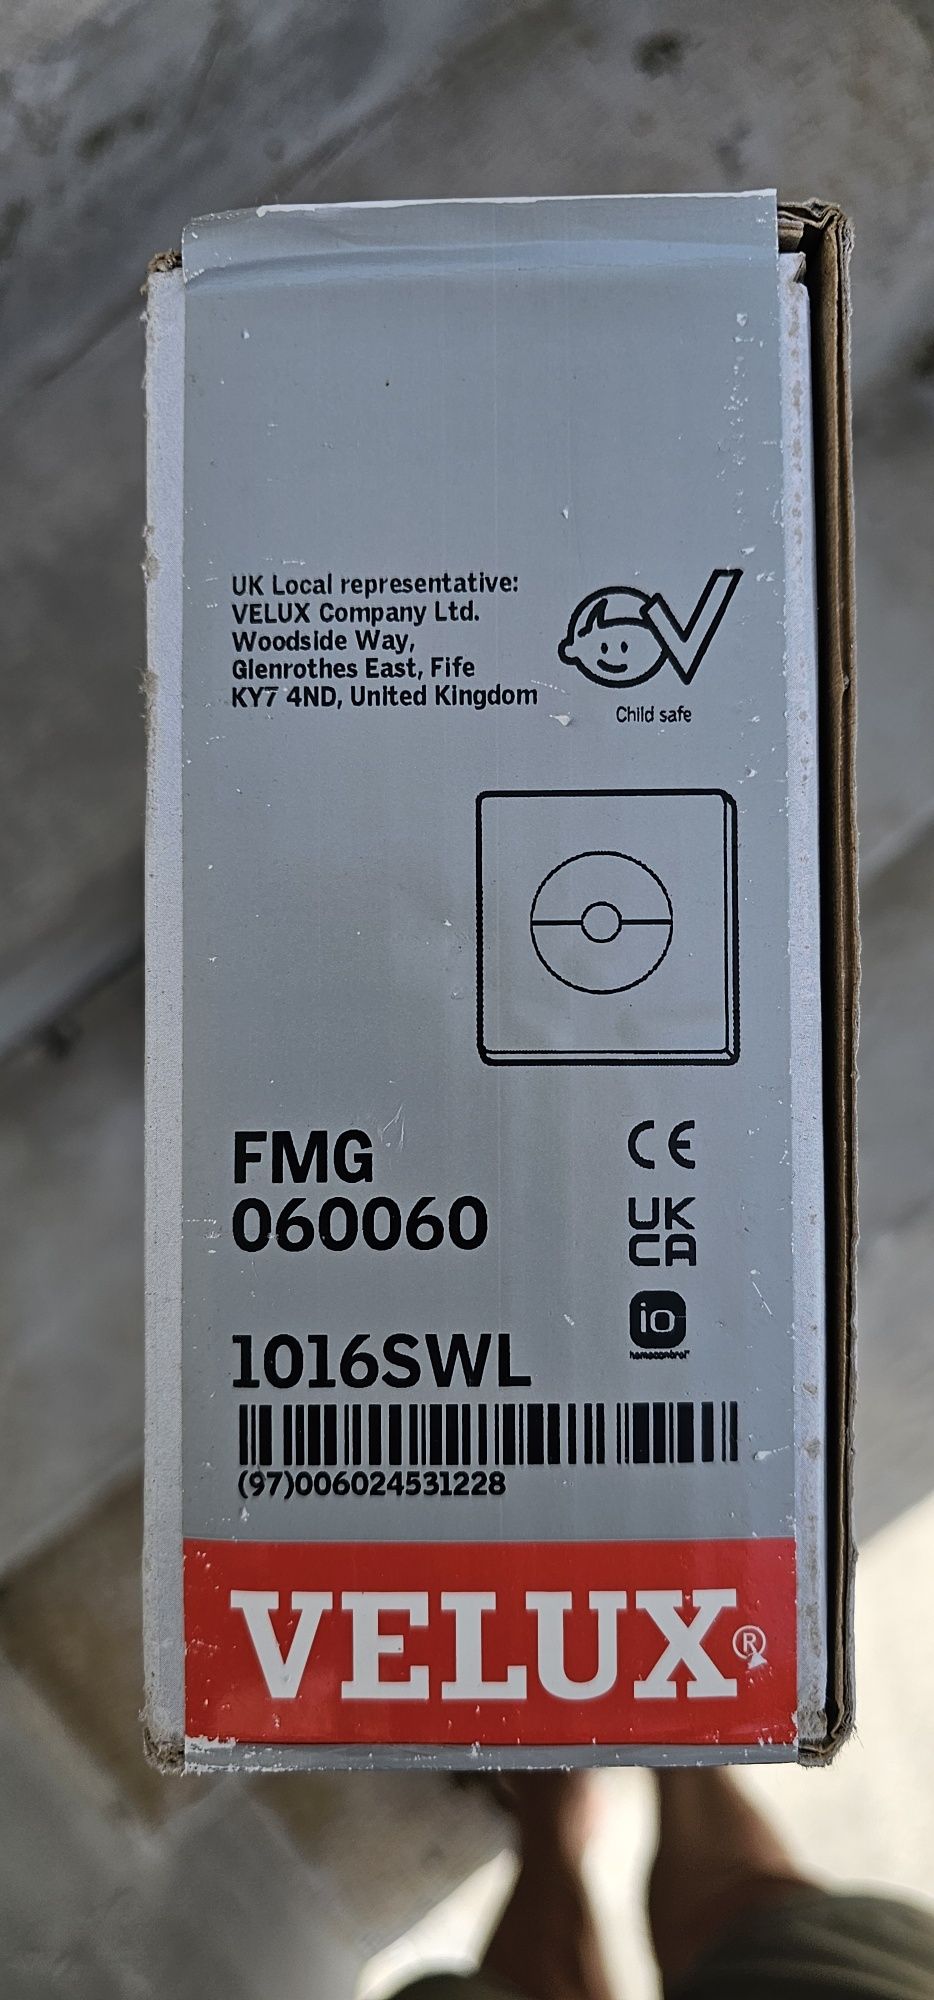 UK Local representative:
VELUX Company Ltd.
Woodside Way,
Glenrothes East, Fife
KY7 4ND, United Kingdom
Child safe
FMG
060060
CE
UK
CA
io
homecontrol®
1016SWL
(97)006024531228
VELUX®